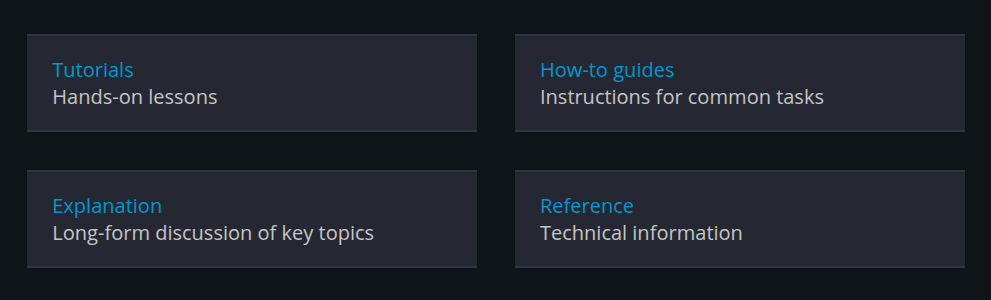 Tutorials
Hands-on lessons
How-to guides
Instructions for common tasks
Explanation
Long-form discussion of key topics
Reference
Technical information